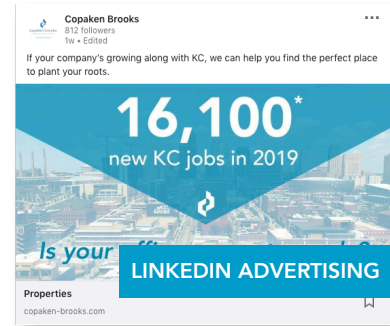 Copaken Brooks
812 followers
1w • Edited
If your company's growing along with KC, we can help you find the perfect place
to plant your roots.
16,100*
new KC jobs in 2019
Is your
LINKEDIN ADVERTISING
Properties
copaken-brooks.com